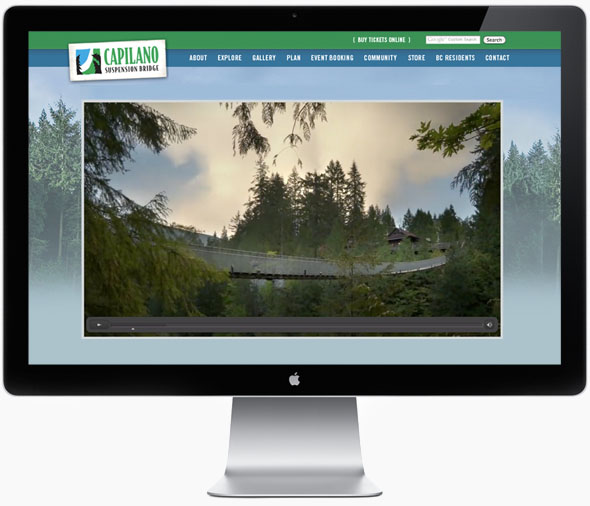 ( BUY TICKETS ONLINE )
Google™ Custom Search
Search
CAPILANO
SUSPENSION BRIDGE
ABOUT EXPLORE GALLERY PLAN EVENT BOOKING COMMUNITY STORE BC RESIDENTS CONTACT